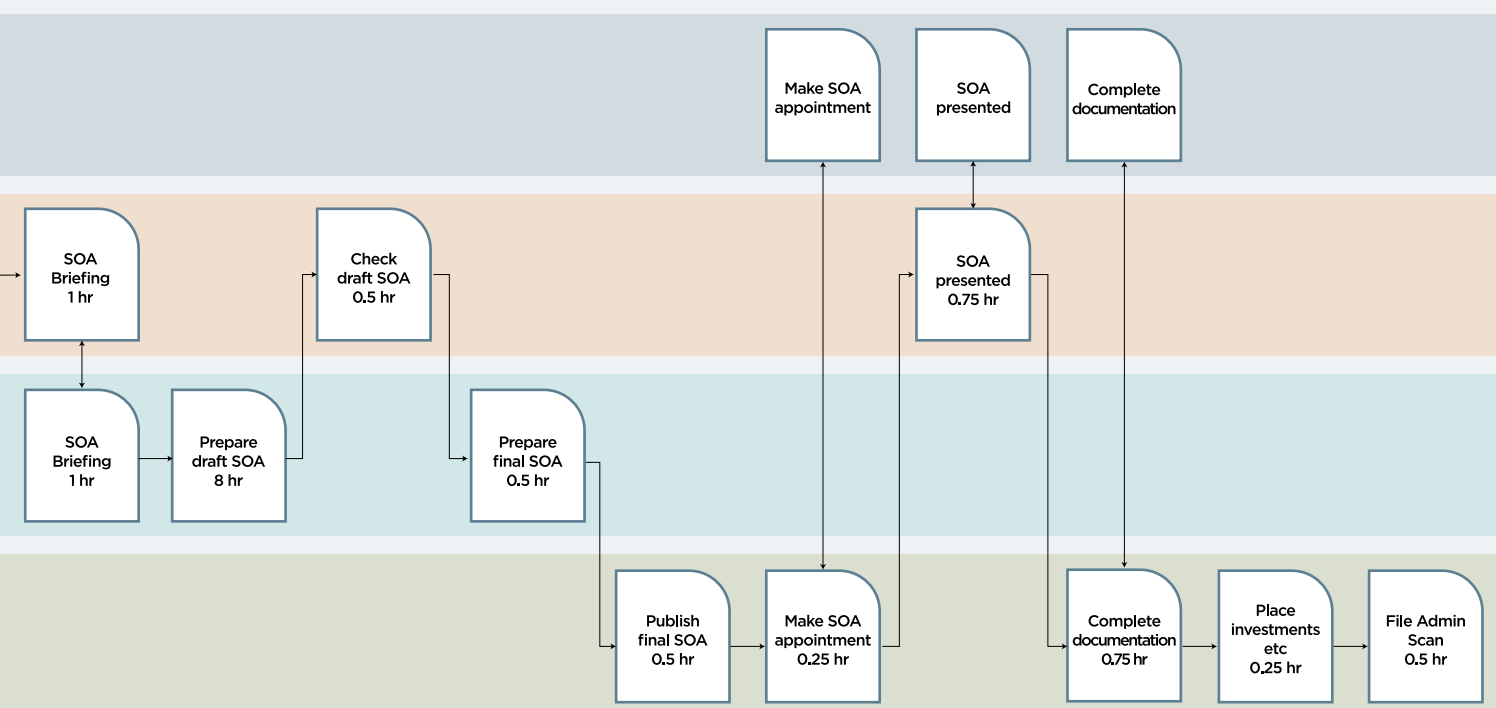 Make SOA
appointment
SOA
presented
Complete
documentation
SOA
Briefing
1 hr
Check
draft SOA
0.5 hr
SOA
presented
0.75 hr
SOA
Briefing
1 hr
Prepare
draft SOA
8 hr
Prepare
final SOA
0.5 hr
Publish
final SOA
0.5 hr
Make SOA
appointment
0.25 hr
Complete
documentation
0.75 hr
Place
investments
etc
0.25 hr
File Admin
Scan
0.5 hr